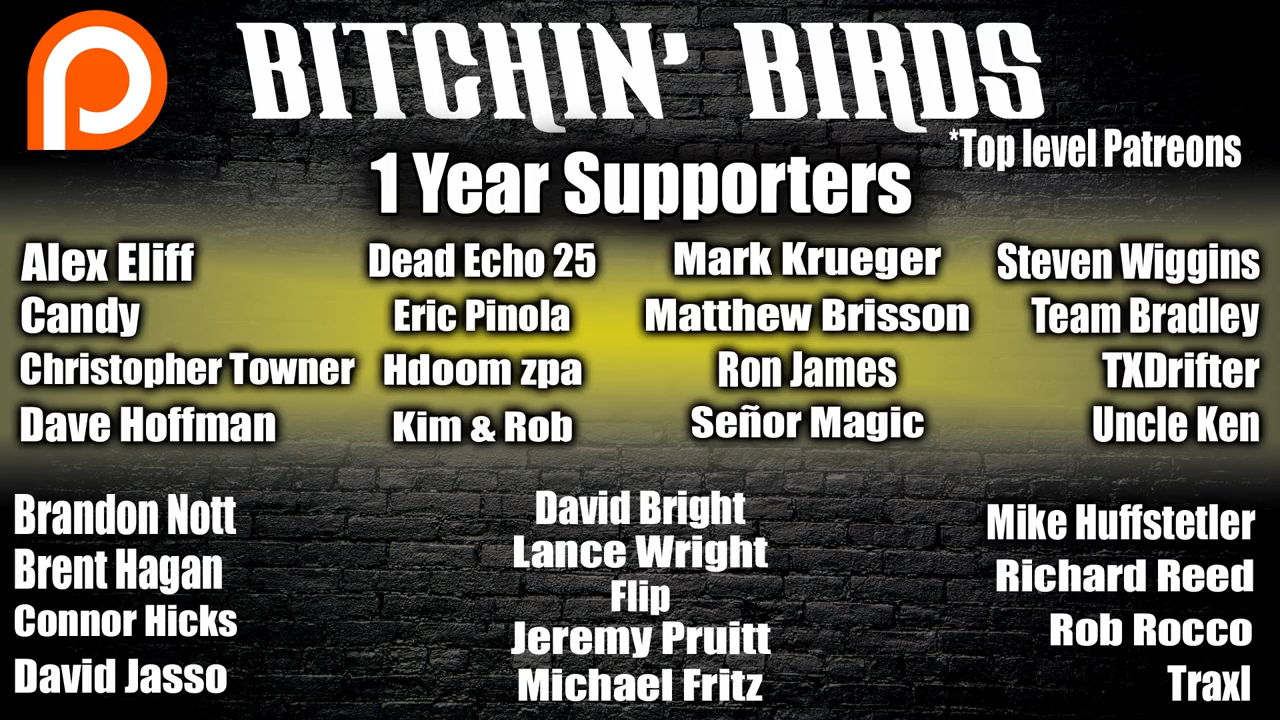 BITCHIN' BIRDS
*Top level Patreons
1 Year Supporters
Alex Eliff
Candy
Christopher Towner
Dave Hoffman
Dead Echo 25
Eric Pinola
Hdoom zpa
Kim & Rob
Mark Krueger
Matthew Brisson
Ron James
Señor Magic
Steven Wiggins
Team Bradley
TXDrifter
Uncle Ken
Brandon Nott
Brent Hagan
Connor Hicks
David Jasso
David Bright
Lance Wright
Flip
Jeremy Pruitt
Michael Fritz
Mike Huffstetler
Richard Reed
Rob Rocco
Traxl